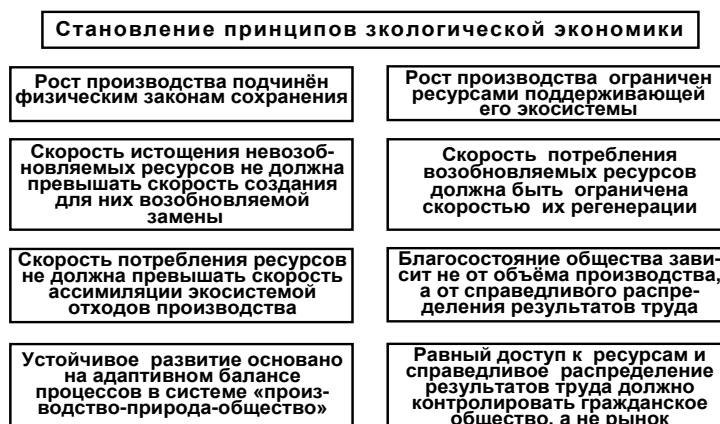 Становление принципов зкологической экономики
Рост производства подчинён
физическим законам сохранения
Рост производства ограничен
ресурсами поддерживающей
его экосистемы
Скорость истощения невозоб-
новляемых ресурсов не должна
превышать скорость создания
для них возобновляемой
замены
Скорость потребления
возобновляемых ресурсов
должна быть ограничена
скоростью их регенерации
Скорость потребления ресурсов
не должна превышать скорость
ассимиляции экосистемой
отходов производства
Благосостояние общества зави-
сит не от объёма производства,
а от справедливого распре-
деления результатов труда
Устойчивое развитие основано
на адаптивном балансе
процессов в системе «произ-
водство-природа-общество»
Равный доступ к ресурсам и
справедливое распределение
результатов труда должно
контролировать гражданское
общество, а не рынок